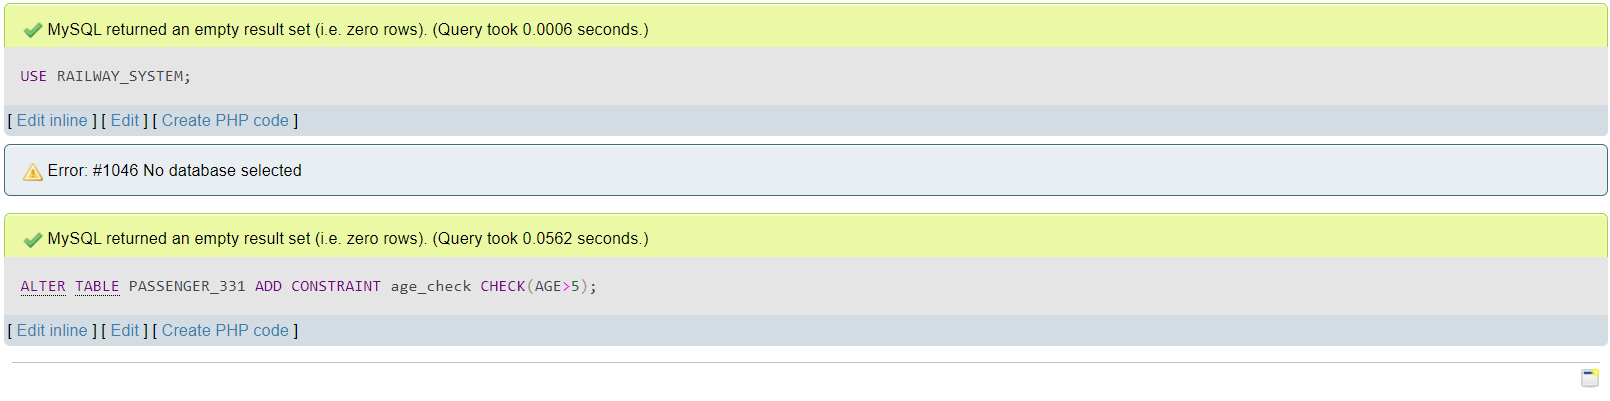 MySQL returned an empty result set (i.e. zero rows). (Query took 0.0006 seconds.)
USE RAILWAY_SYSTEM;
[ Edit inline ] [ Edit ] [ Create PHP code ]
Error: #1046 No database selected
MySQL returned an empty result set (i.e. zero rows). (Query took 0.0562 seconds.)
ALTER TABLE PASSENGER_331 ADD CONSTRAINT age_check CHECK(AGE>5);
[ Edit inline ] [ Edit ] [ Create PHP code ]